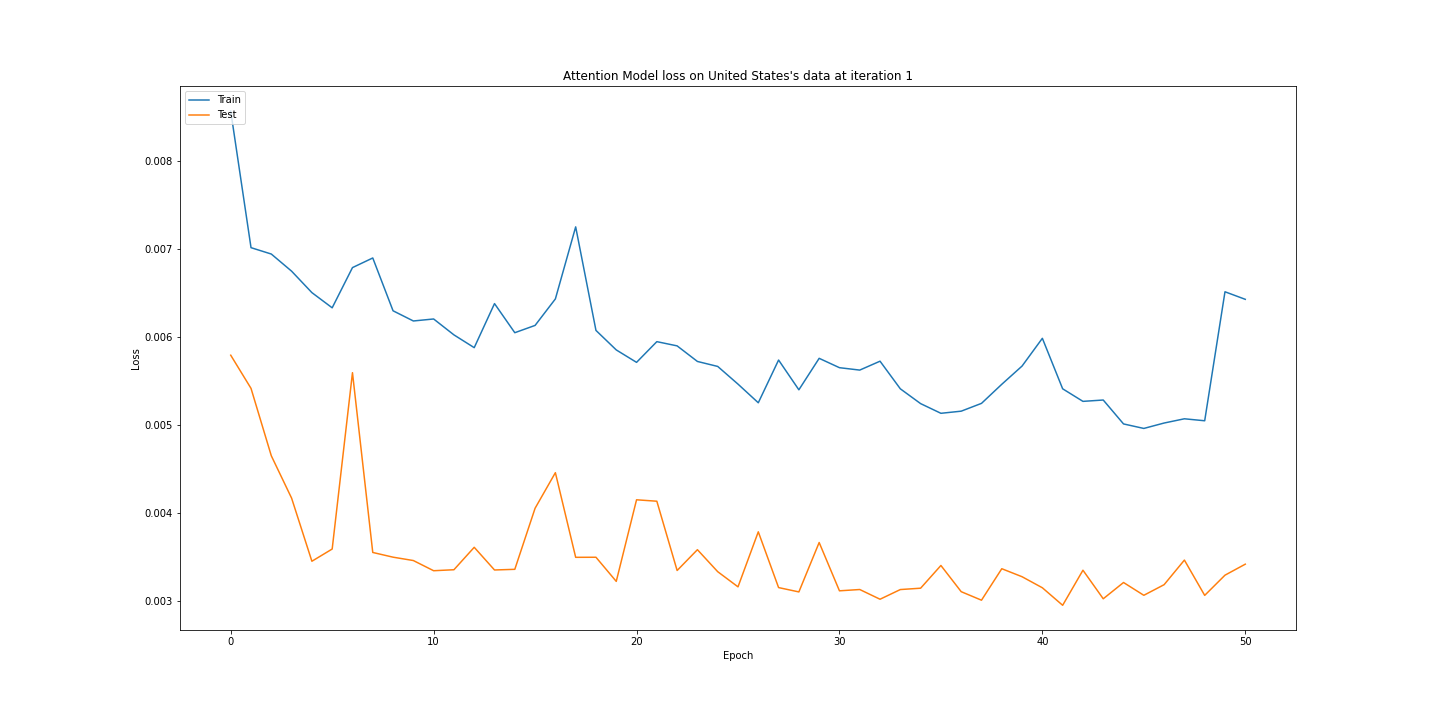 Attention Model loss on United States's data at iteration 1
Train
Test
0.008
0.007
0.006
0.005
0.004
0.003
Loss
0
10
20
30
40
50
Epoch